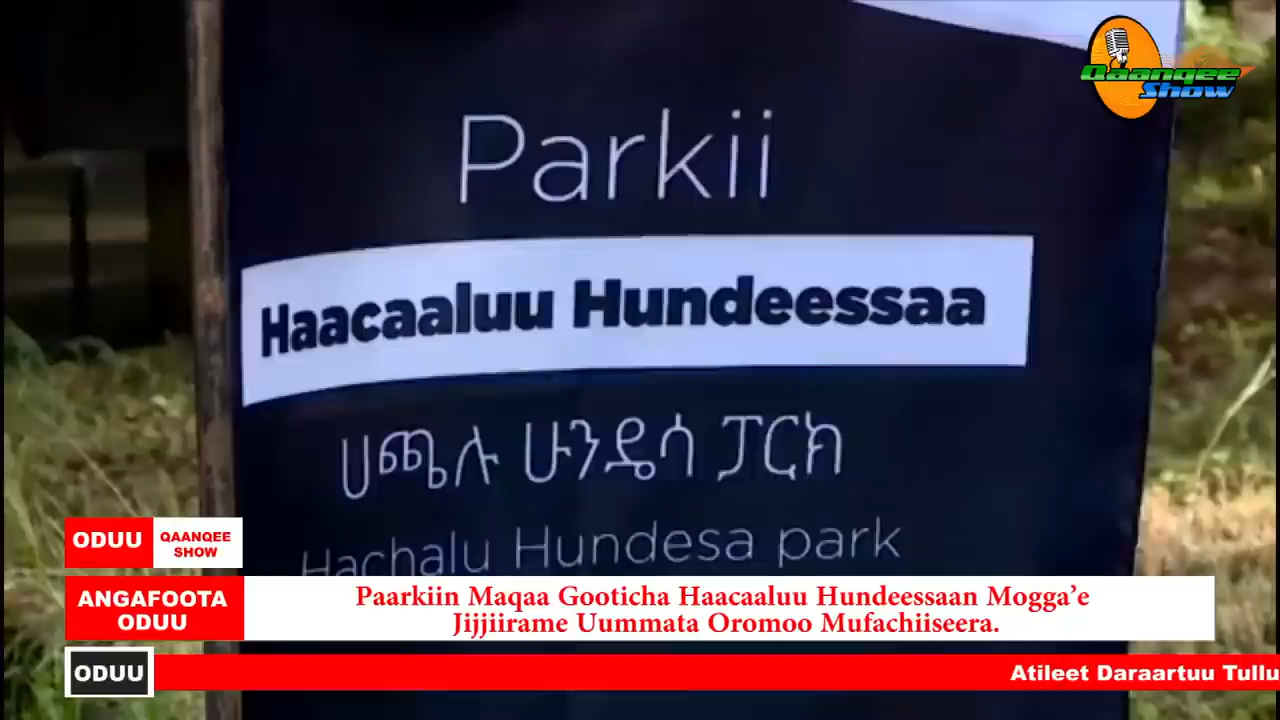 Qaanqee
Show
Parkii
Haacaaluu Hundeessaa
ሀጫሉ ሁንዴሳ ፓርክ
Hachalu Hundesa park
ODUU
QAANQEE
SHOW
ANGAFOOTA
ODUU
Paarkiin Maqaa Gooticha Haacaaluu Hundeessaan Mogga’e
Jijjiirame Uummata Oromoo Mufachiiseera.
ODUU
Atileet Daraartuu Tullu